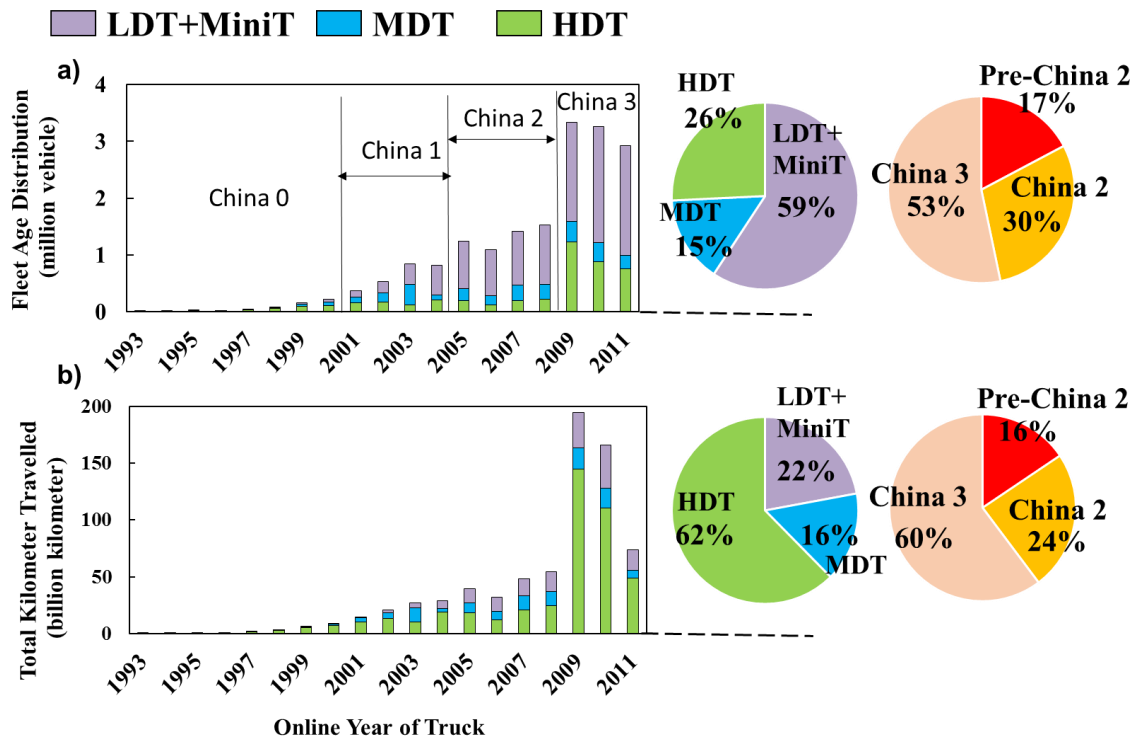 LDT+MiniT MDT HDT
a)
Fleet Age Distribution
(million vehicle)
4
3
2
1
0
China 0
China 1
China 2
China 3
1993
1995
1997
1999
2001
2003
2005
2007
2009
2011
HDT
26%
LDT+
MiniT
59%
MDT
15%
Pre-China 2
17%
China 3
53%
China 2
30%
b)
Total Kilometer Travelled
(billion kilometer)
200
150
100
50
0
1993
1995
1997
1999
2001
2003
2005
2007
2009
2011
Online Year of Truck
LDT+
MiniT
22%
HDT
62%
16%
MDT
Pre-China 2
16%
China 3
60%
China 2
24%